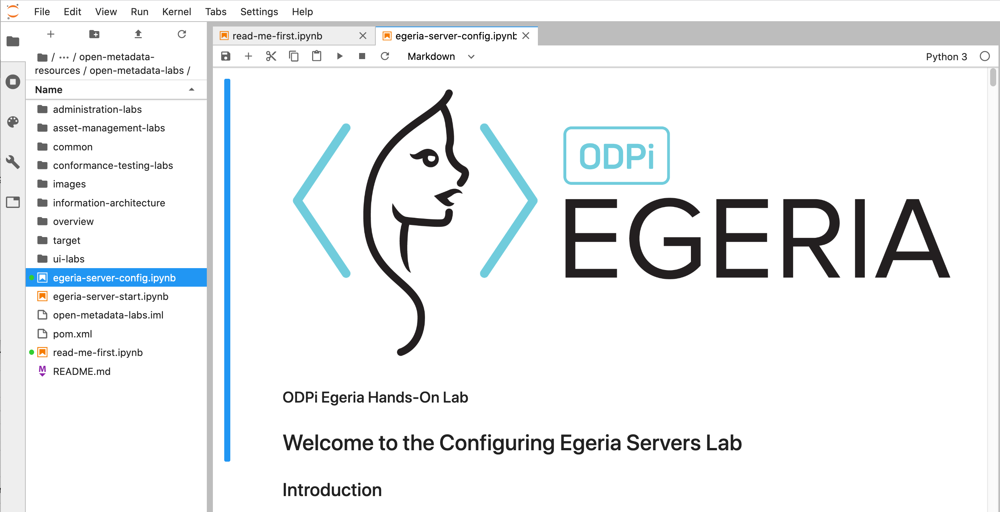 File Edit View Run Kernel Tabs Settings Help
/ ··· / open-metadata-
resources / open-metadata-labs /
Name
administration-labs
asset-management-labs
common
conformance-testing-labs
images
information-architecture
overview
target
ui-labs
egeria-server-config.ipynb
egeria-server-start.ipynb
open-metadata-labs.iml
pom.xml
read-me-first.ipynb
README.md
read-me-first.ipynb
egeria-server-config.ipynb
Markdown
Python 3
ODPi
EGERIA
ODPi Egeria Hands-On Lab
Welcome to the Configuring Egeria Servers Lab
Introduction